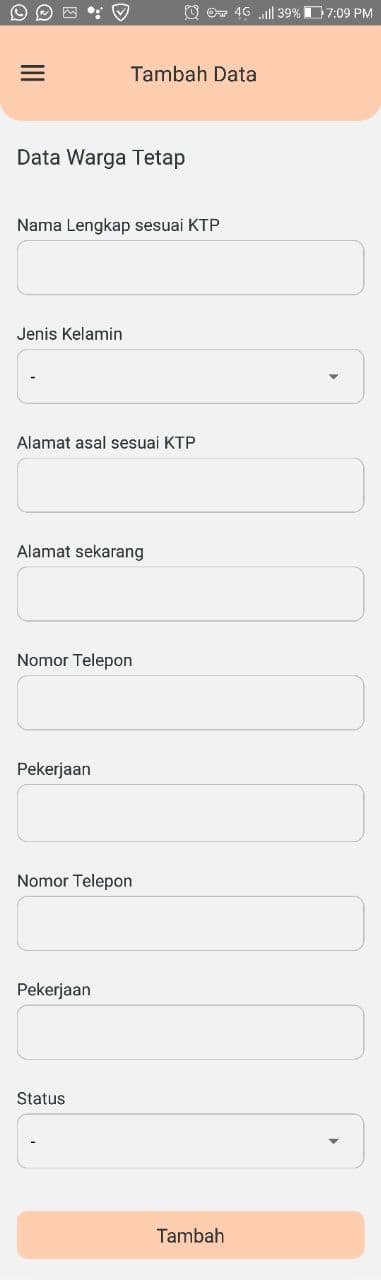 4G 39% 7:09 PM
Tambah Data
Data Warga Tetap
Nama Lengkap sesuai KTP
Jenis Kelamin
-
Alamat asal sesuai KTP
Alamat sekarang
Nomor Telepon
Pekerjaan
Nomor Telepon
Pekerjaan
Status
-
Tambah